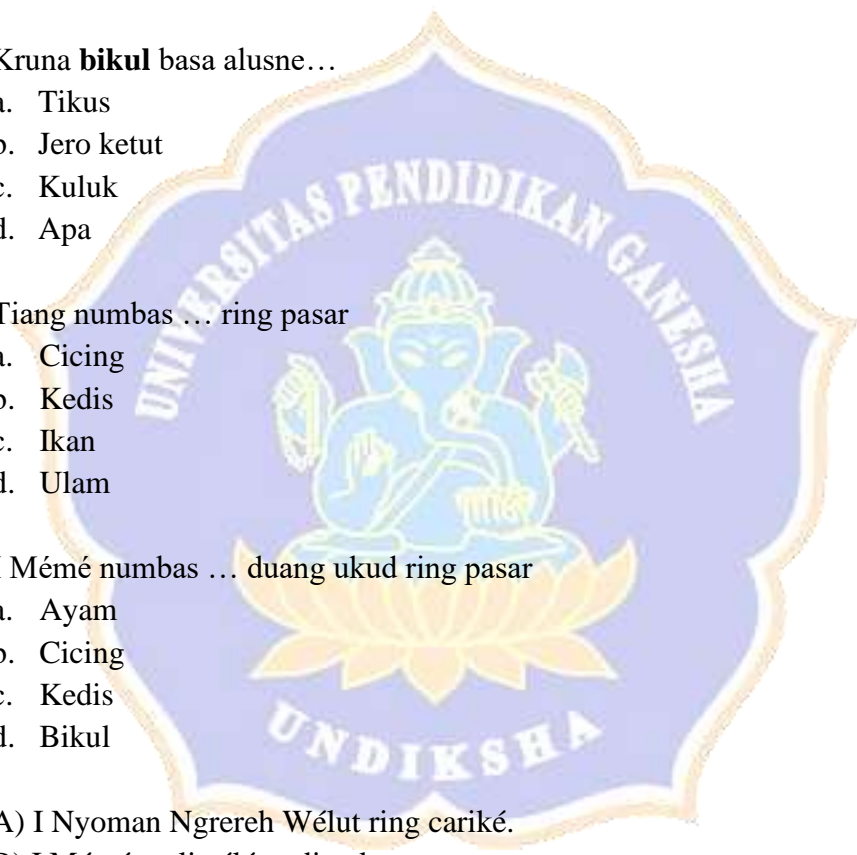 Kruna bikul basa alusne…
a. Tikus
b. Jero ketut
c. Kuluk
d. Apa
Tiang numbas … ring pasar
a. Cicing
b. Kedis
c. Ikan
d. Ulam
I Mémé numbas … duang ukud ring pasar
a. Ayam
b. Cicing
c. Kedis
d. Bikul
A) I Nyoman Ngrereh Wélut ring cariké.
UNIVERSITAS PENDIDIKAN GANESHA
UNDIKSHA